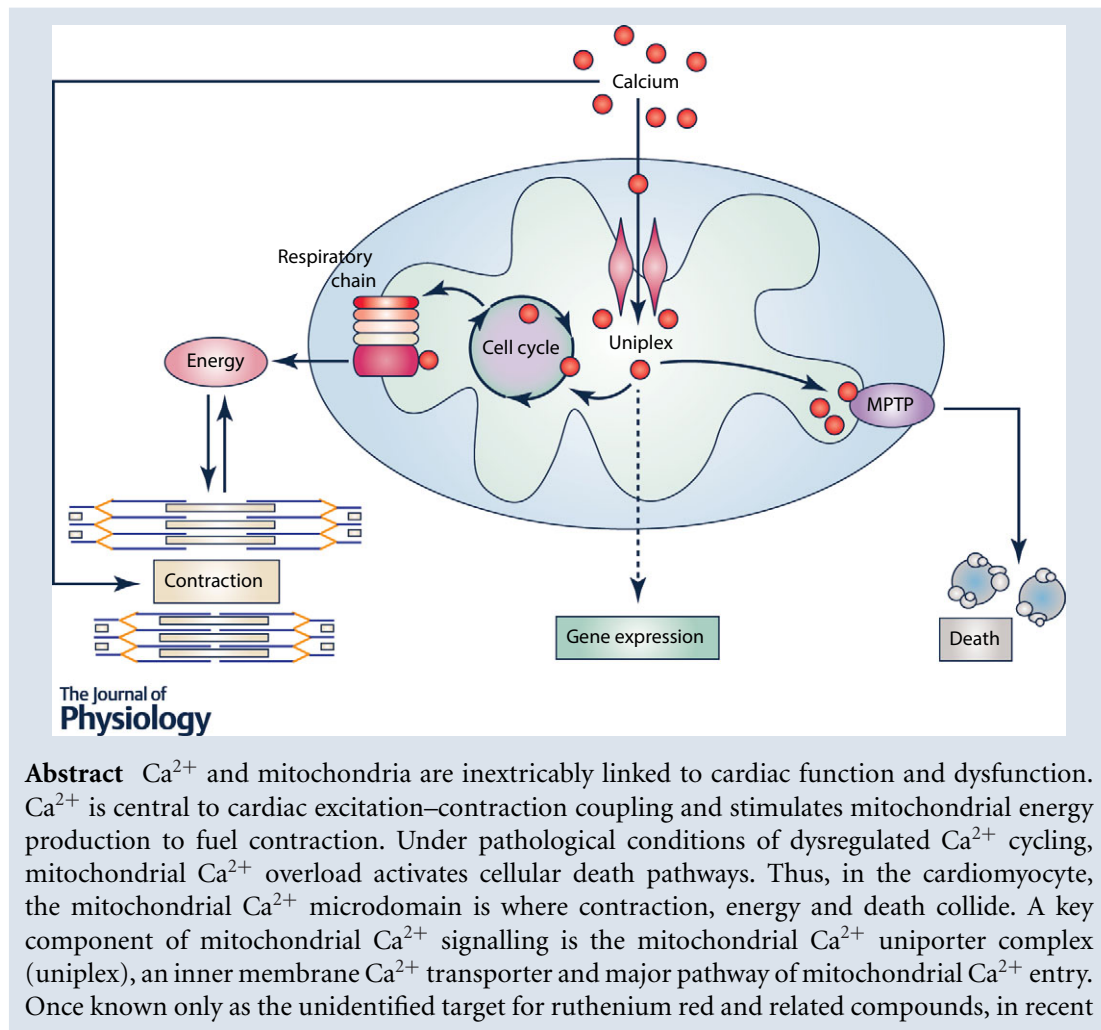 Calcium
Respiratory
chain
Cell cycle
Uniplex
Energy
MPTP
Contraction
Gene expression
Death
The Journal of
Physiology
Abstract Ca²⁺ and mitochondria are inextricably linked to cardiac function and dysfunction.
Ca²⁺ is central to cardiac excitation–contraction coupling and stimulates mitochondrial energy
production to fuel contraction. Under pathological conditions of dysregulated Ca²⁺ cycling,
mitochondrial Ca²⁺ overload activates cellular death pathways. Thus, in the cardiomyocyte,
the mitochondrial Ca²⁺ microdomain is where contraction, energy and death collide. A key
component of mitochondrial Ca²⁺ signalling is the mitochondrial Ca²⁺ uniporter complex
(uniplex), an inner membrane Ca²⁺ transporter and major pathway of mitochondrial Ca²⁺ entry.
Once known only as the unidentified target for ruthenium red and related compounds, in recent